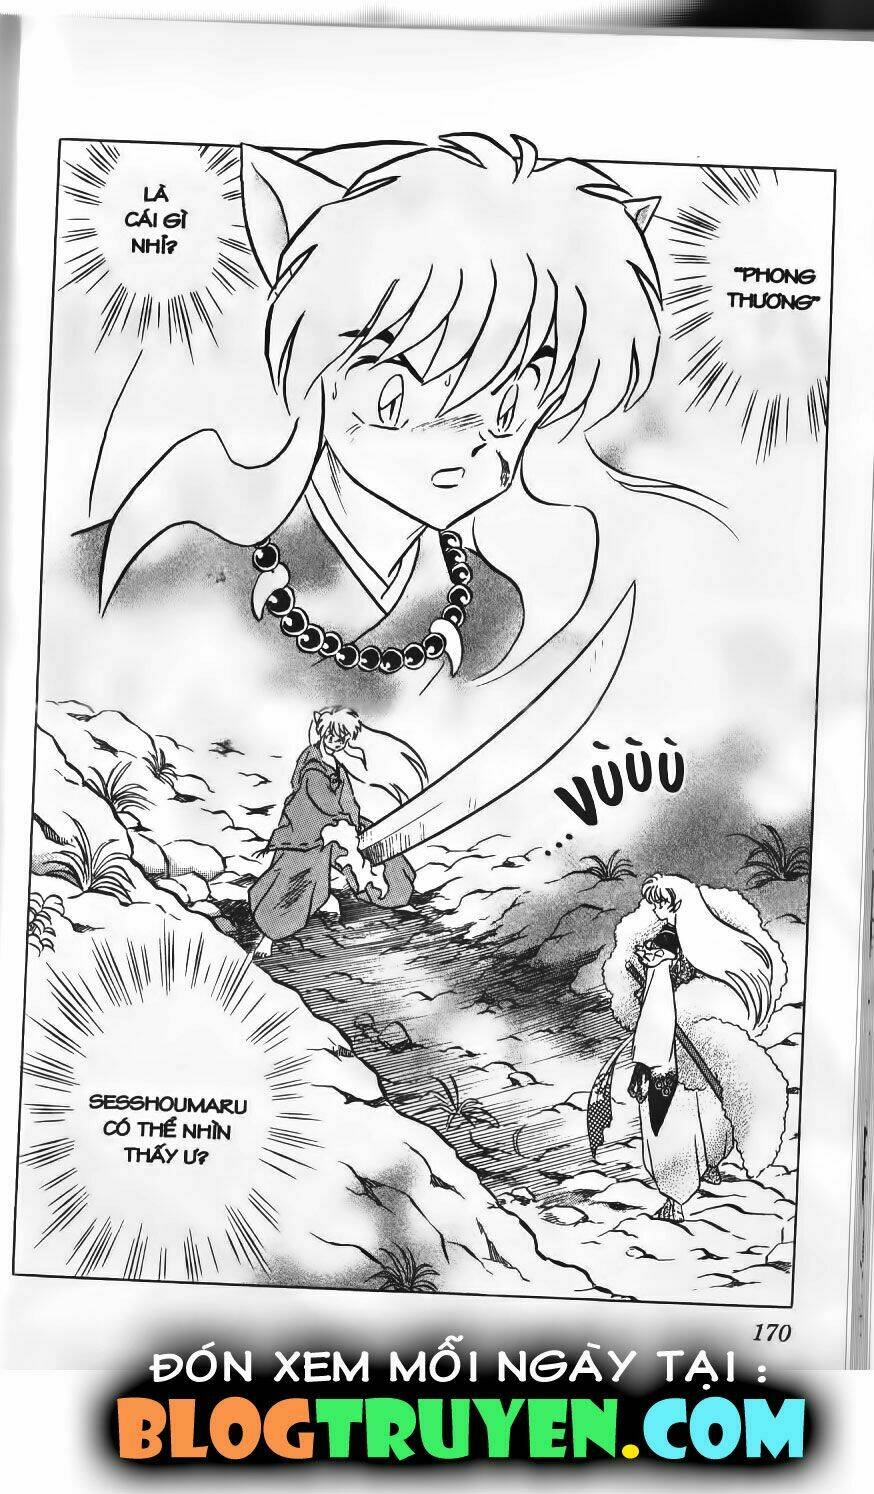 "PHONG
THƯƠNG"
LÀ
CÁI GÌ
NHỈ?
...VÙÙÙ
SESSHOUMARU
CÓ THỂ NHÌN
THẤY Ư?
170
ĐÓN XEM MỖI NGÀY TẠI :
BLOGTRUYEN.COM